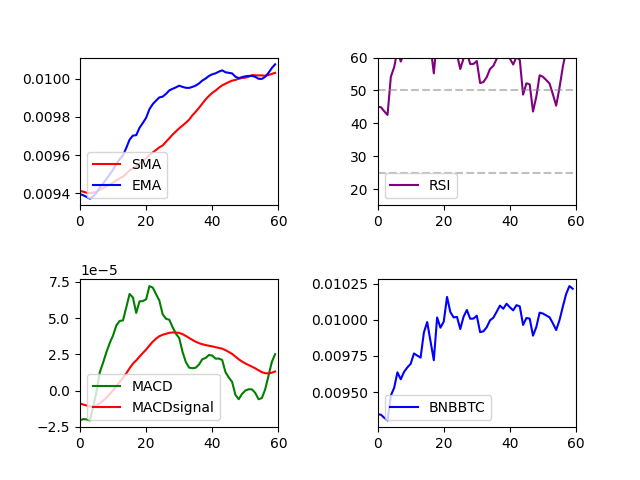 0.0100
0.0098
0.0096
0.0094
SMA
EMA
0 20 40 60
60
50
40
30
20
RSI
0 20 40 60
1e−5
7.5
5.0
2.5
0.0
−2.5
MACD
MACDsignal
0 20 40 60
0.01025
0.01000
0.00975
0.00950
BNBBTC
0 20 40 60